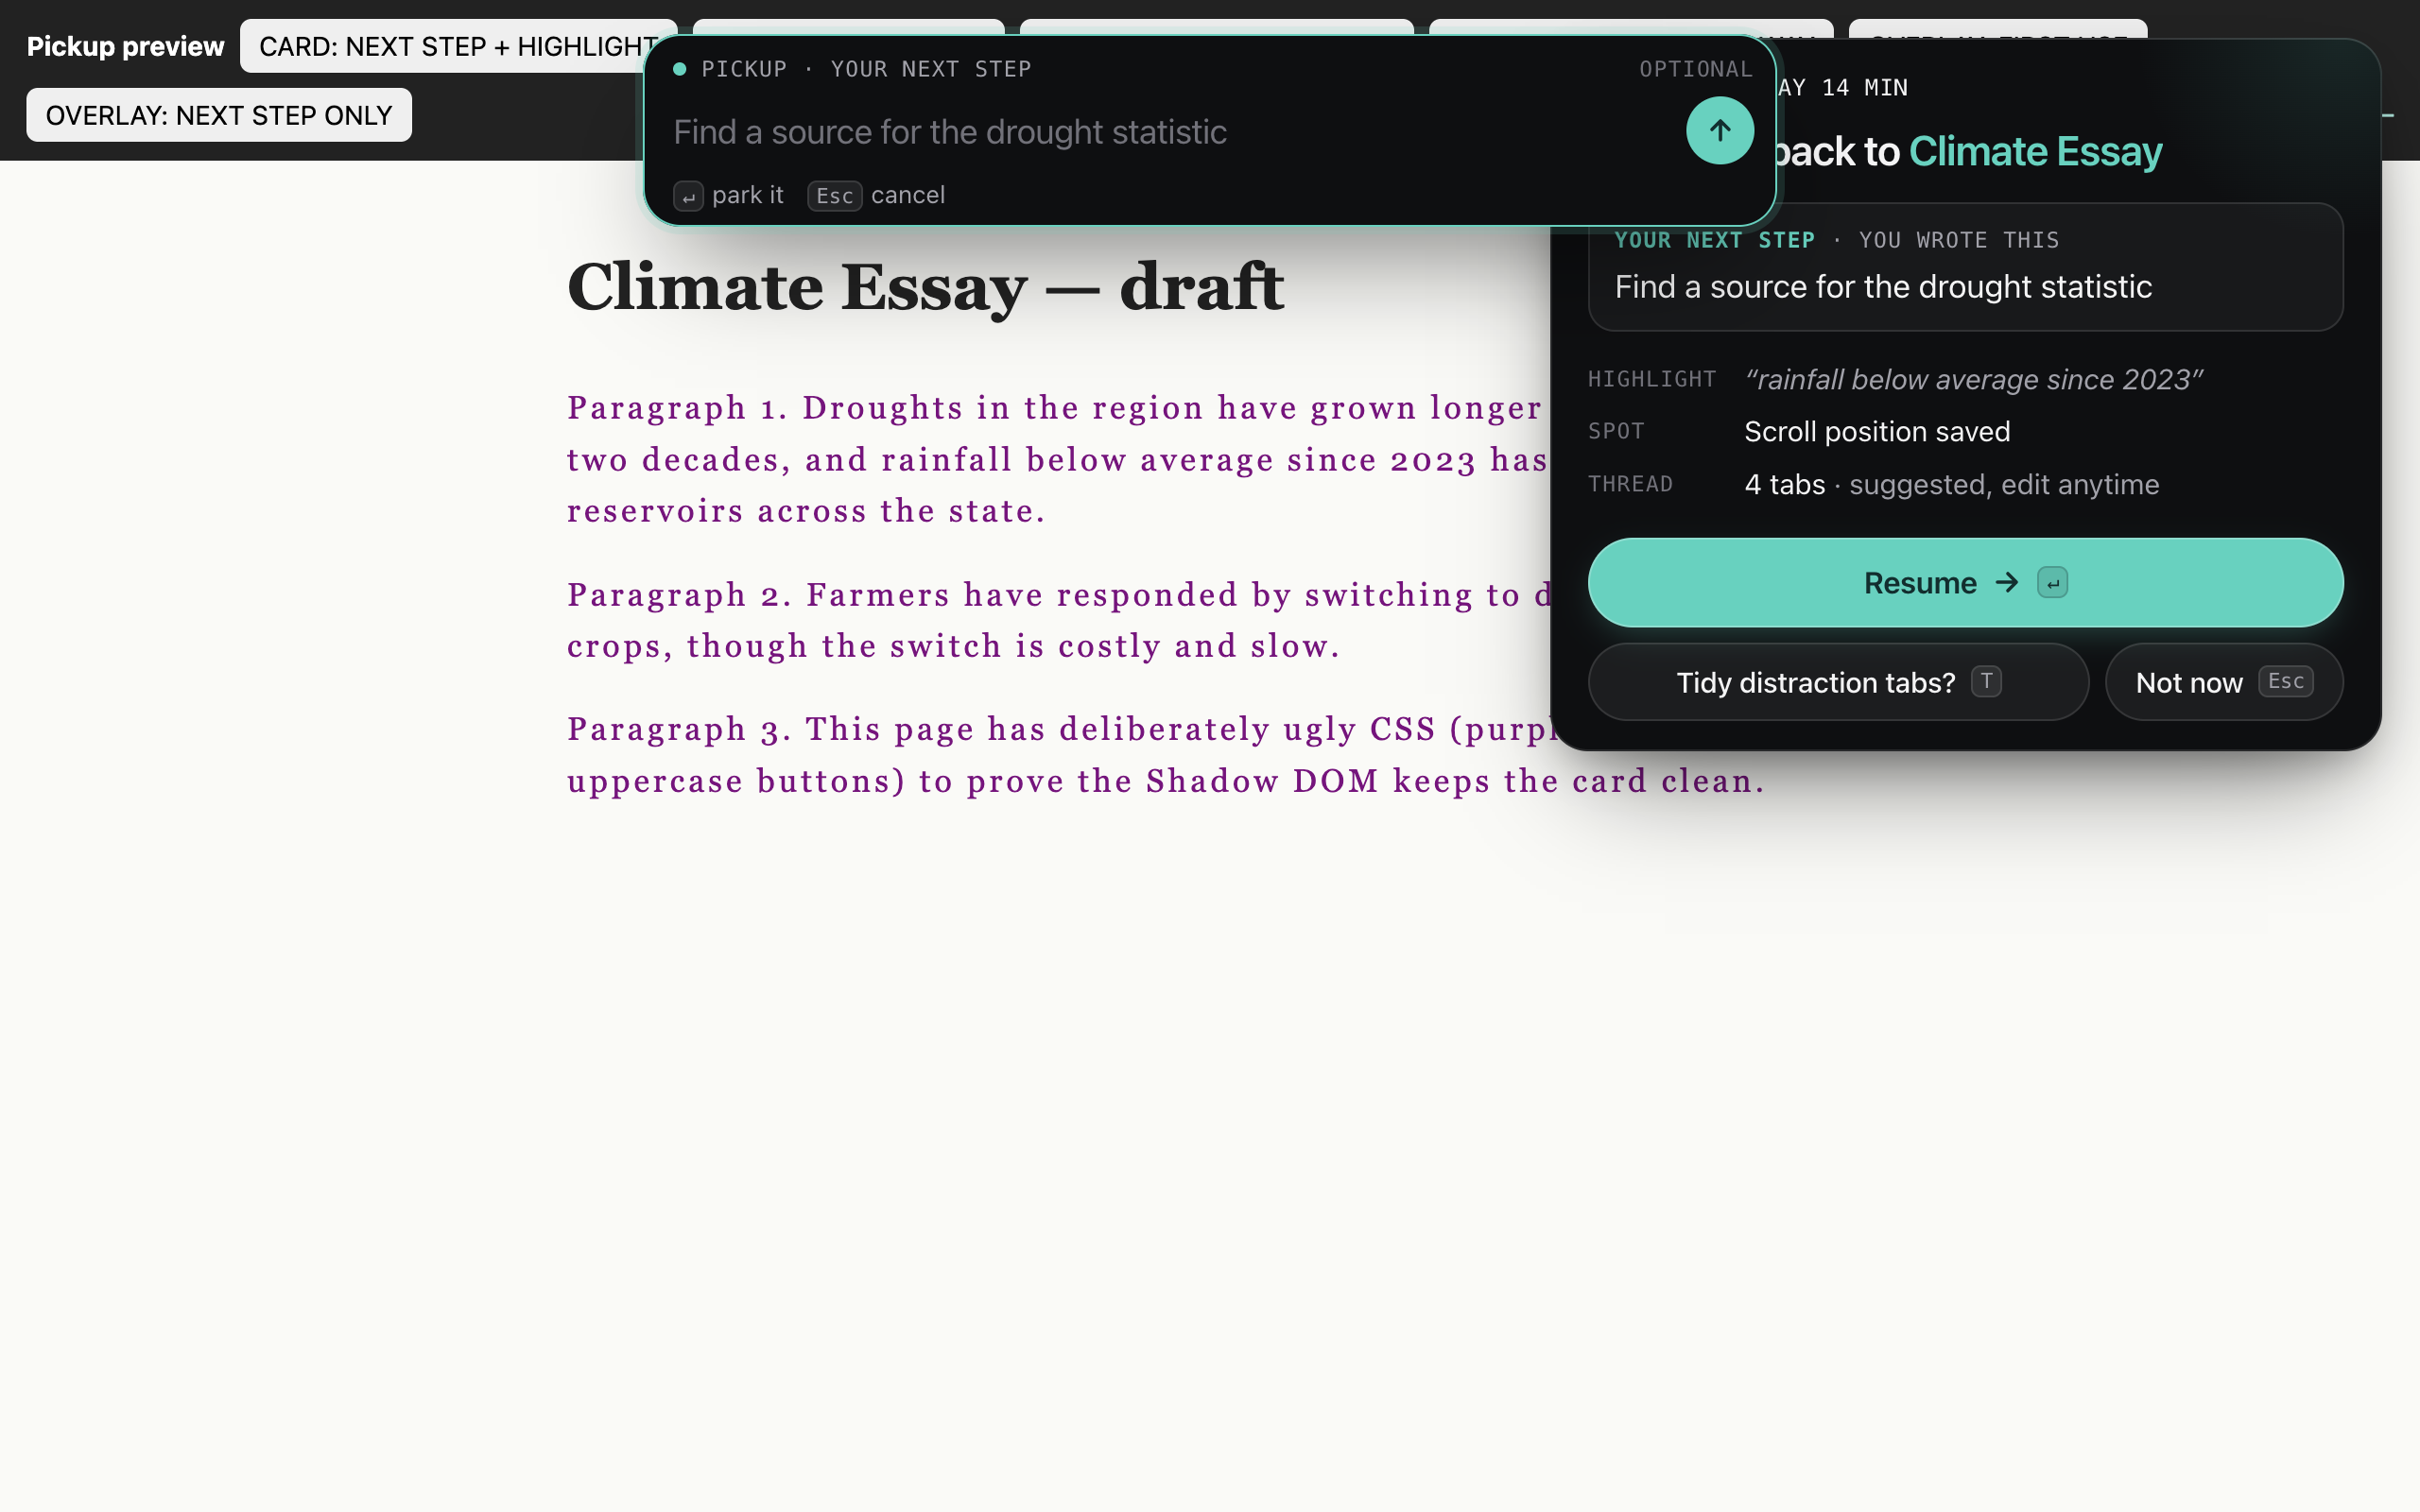 Pickup preview
CARD: NEXT STEP + HIGHLIGHT
OVERLAY: NEXT STEP ONLY
PICKUP · YOUR NEXT STEP
OPTIONAL
Find a source for the drought statistic
↵ park it Esc cancel
14 MIN
back to Climate Essay
YOUR NEXT STEP · YOU WROTE THIS
Find a source for the drought statistic
HIGHLIGHT “rainfall below average since 2023”
SPOT Scroll position saved
THREAD 4 tabs · suggested, edit anytime
Resume → ↵
Tidy distraction tabs? T
Not now Esc
Climate Essay — draft
Paragraph 1. Droughts in the region have grown longer
two decades, and rainfall below average since 2023 has
reservoirs across the state.
Paragraph 2. Farmers have responded by switching to
crops, though the switch is costly and slow.
Paragraph 3. This page has deliberately ugly CSS
uppercase buttons) to prove the Shadow DOM keeps the card clean.